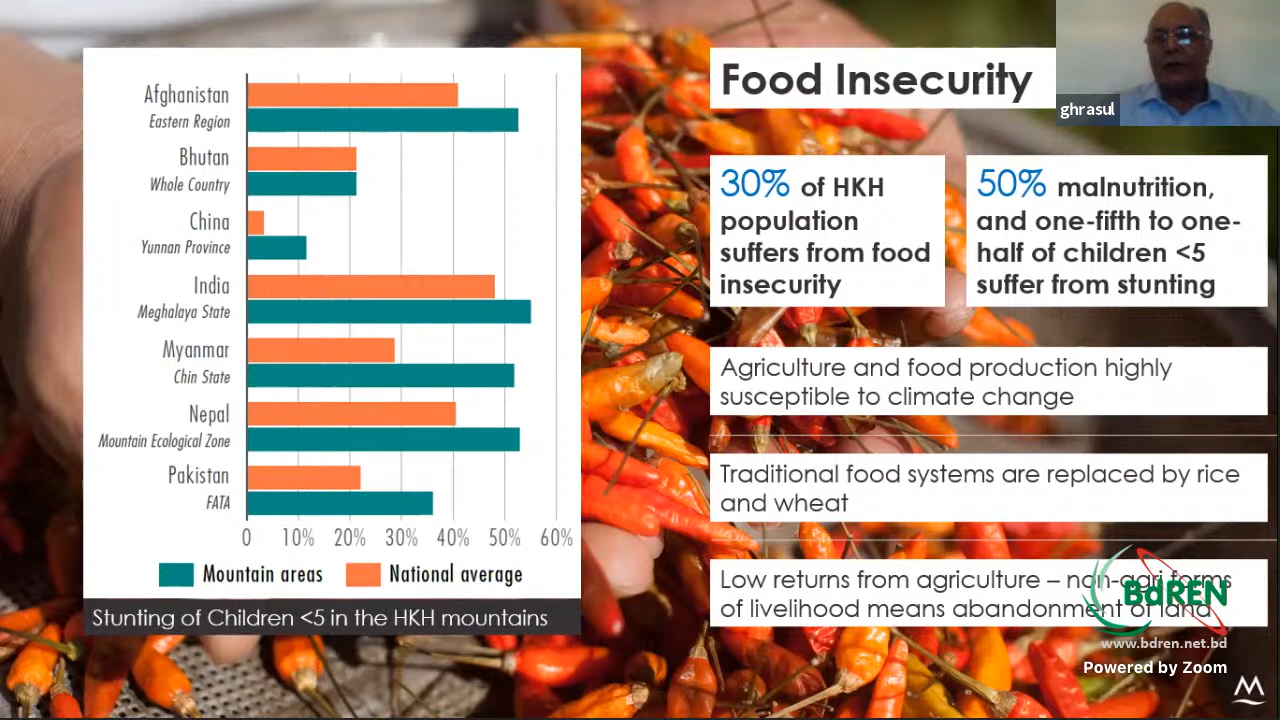 Afghanistan
Eastern Region
Bhutan
Whole Country
China
Yunnan Province
India
Meghalaya State
Myanmar
Chin State
Nepal
Mountain Ecological Zone
Pakistan
FATA
0 10% 20% 30% 40% 50% 60%
Mountain areas National average
Stunting of Children <5 in the HKH mountains
Food Insecurity
ghrasul
30% of HKH
population
suffers from food
insecurity
50% malnutrition,
and one-fifth to one-
half of children <5
suffer from stunting
Agriculture and food production highly
susceptible to climate change
Traditional food systems are replaced by rice
and wheat
Low returns from agriculture – non-agri forms
of livelihood means abandonment of land
BdREN
www.bdren.net.bd
Powered by Zoom